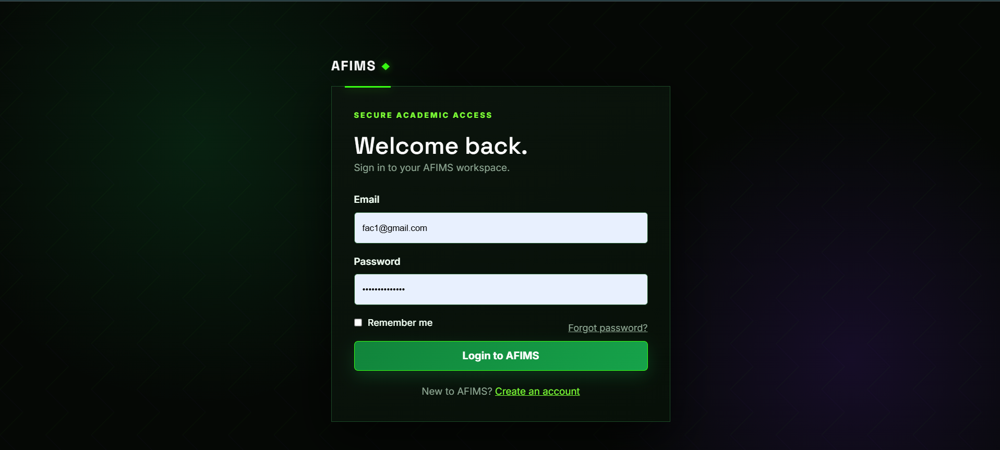 AFIMS
SECURE ACADEMIC ACCESS
Welcome back.
Sign in to your AFIMS workspace.
Email
fac1@gmail.com
Password
••••••••••••••
Remember me
Forgot password?
Login to AFIMS
New to AFIMS? Create an account